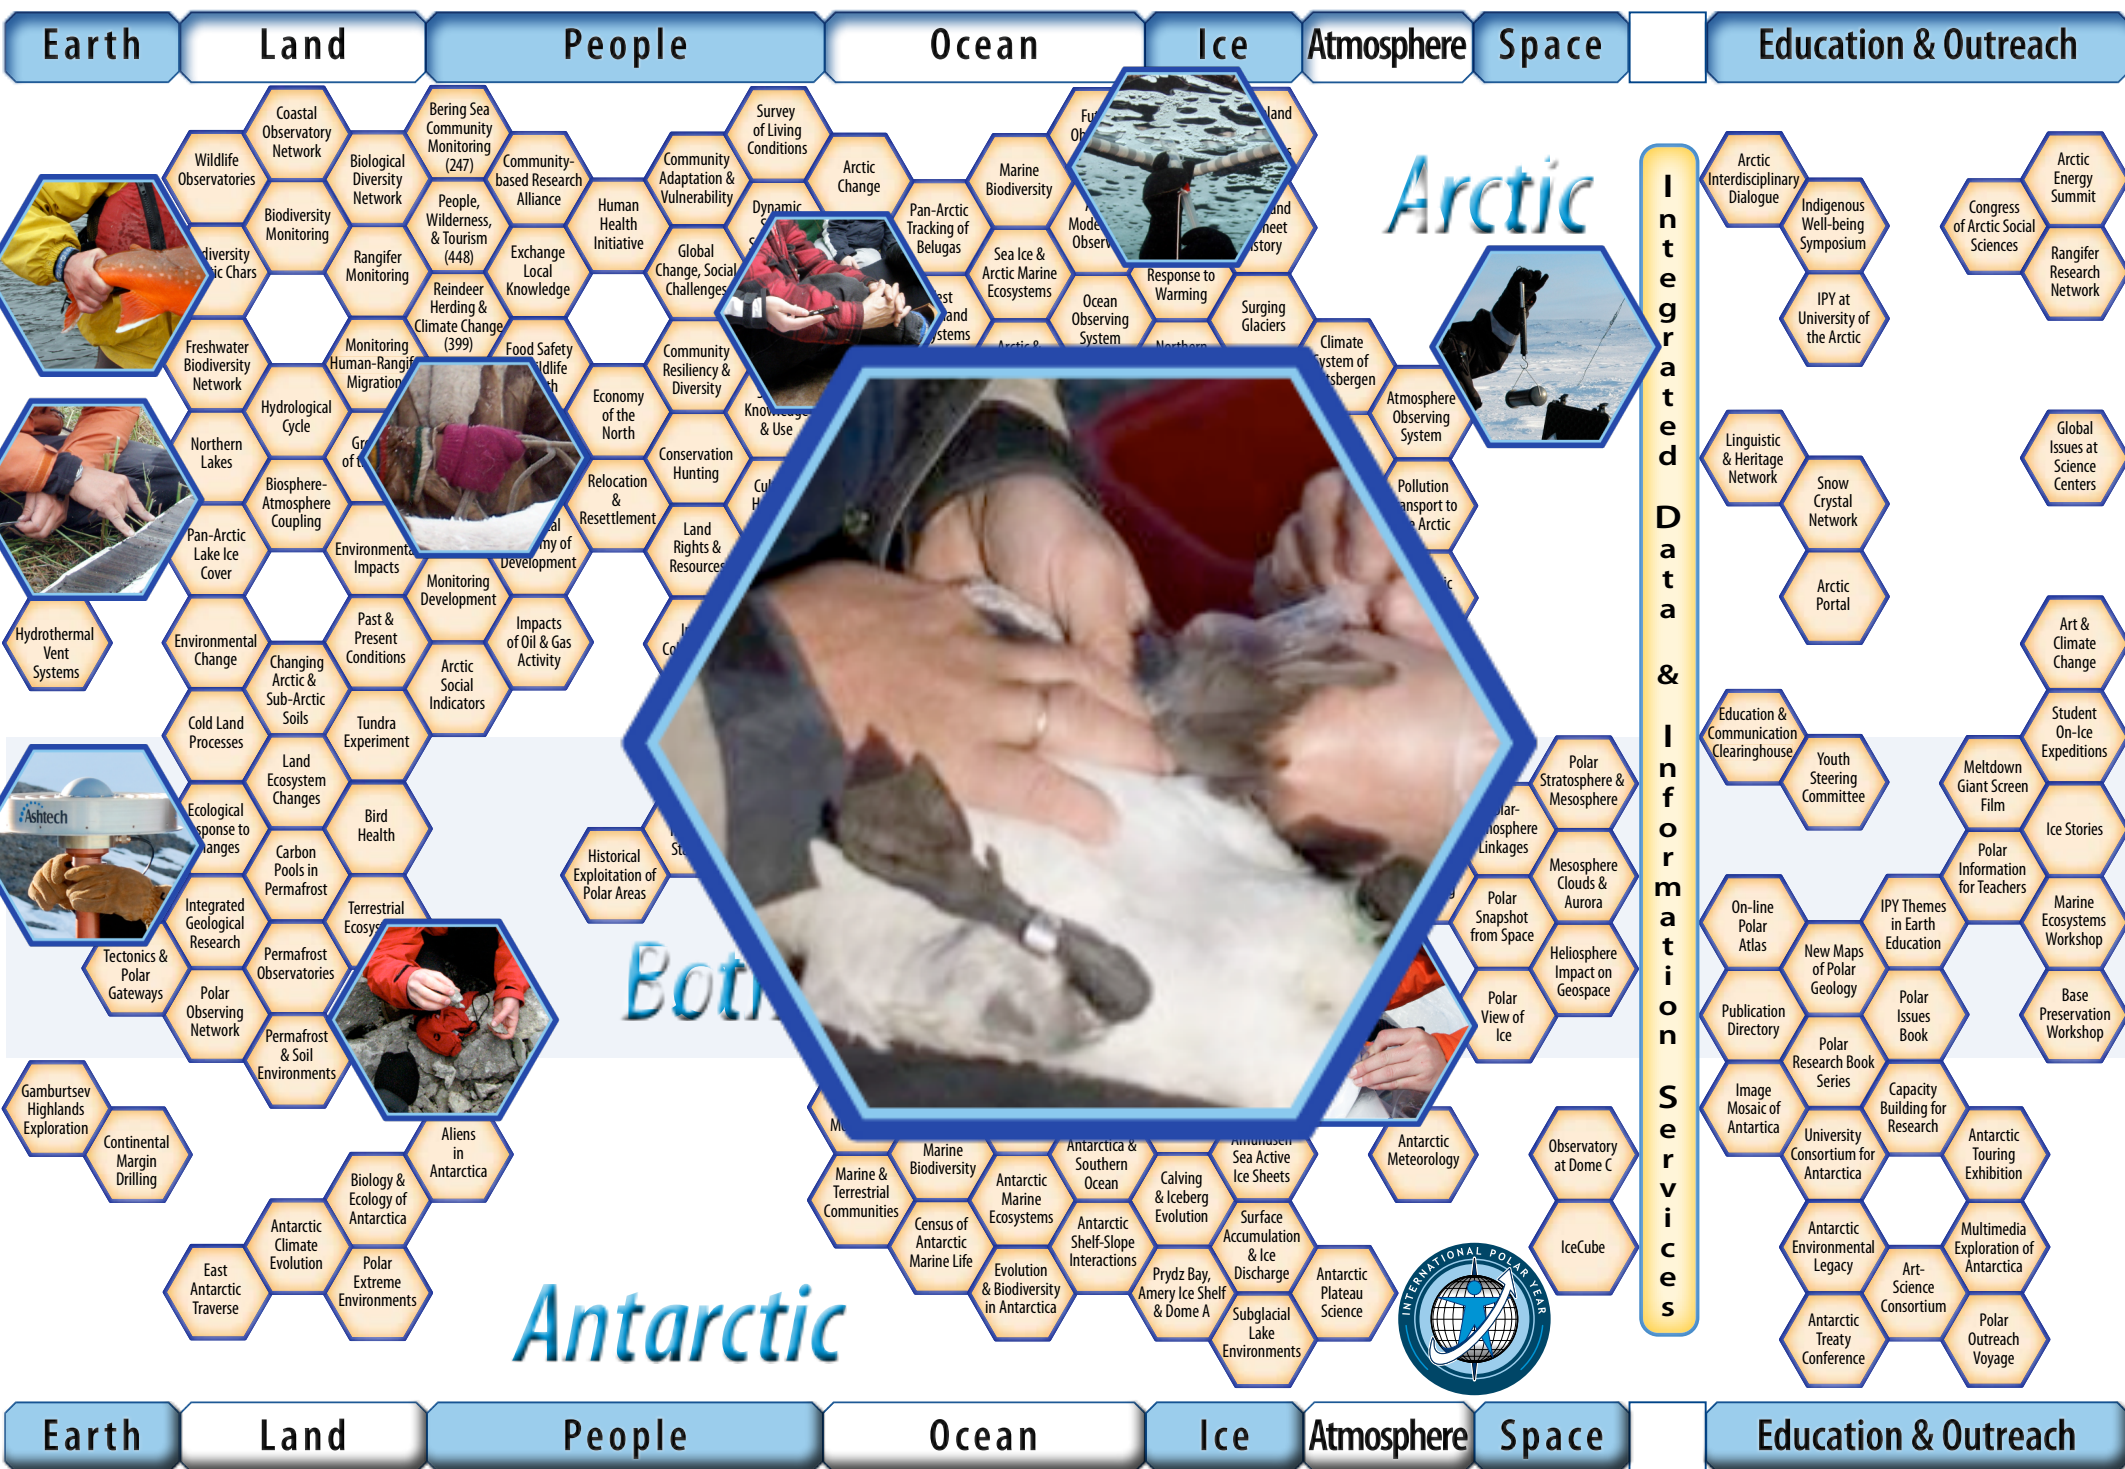 Earth
Land
People
Ocean
Ice
Atmosphere
Space
Education & Outreach
Arctic
Coastal
Observatory
Network
Bering Sea
Community
Monitoring
(247)
Survey
of Living
Conditions
Wildlife
Observatories
Biological
Diversity
Network
Community-
based Research
Alliance
Community
Adaptation &
Vulnerability
Arctic
Change
Marine
Biodiversity
Biodiversity
Monitoring
People,
Wilderness,
& Tourism
(448)
Human
Health
Initiative
Dynamic
Pan-Arctic
Tracking of
Belugas
Rangifer
Monitoring
Exchange
Local
Knowledge
Global
Change, Social
Challenges
Sea Ice &
Arctic Marine
Ecosystems
Response to
Warming
Reindeer
Herding &
Climate Change
(399)
Ocean
Observing
System
Surging
Glaciers
Freshwater
Biodiversity
Network
Monitoring
Human-Rangifer
Migration
Food Safety
Community
Resiliency &
Diversity
Climate
System of
Hydrological
Cycle
Economy
of the
North
& Use
Atmosphere
Observing
System
Northern
Lakes
Conservation
Hunting
Biosphere-
Atmosphere
Coupling
Relocation
&
Resettlement
Pollution
Transport to
Arctic
Pan-Arctic
Lake Ice
Cover
Environmental
Impacts
Development
Land
Rights &
Resources
Monitoring
Development
Hydrothermal
Vent
Systems
Environmental
Change
Past &
Present
Conditions
Impacts
of Oil & Gas
Activity
Changing
Arctic &
Sub-Arctic
Soils
Arctic
Social
Indicators
Cold Land
Processes
Tundra
Experiment
Land
Ecosystem
Changes
Ashtech
Ecological
Response to
Changes
Bird
Health
Carbon
Pools in
Permafrost
Historical
Exploitation of
Polar Areas
Polar
Stratosphere &
Mesosphere
Linkages
Mesosphere
Clouds &
Aurora
Integrated
Geological
Research
Terrestrial
Polar
Snapshot
from Space
Tectonics &
Polar
Gateways
Permafrost
Observatories
Heliosphere
Impact on
Geospace
Polar
Observing
Network
Polar
View of
Ice
Permafrost
& Soil
Environments
Both
Gamburtsev
Highlands
Exploration
Continental
Margin
Drilling
Aliens
in
Antarctica
Biology &
Ecology of
Antarctica
Antarctic
Climate
Evolution
East
Antarctic
Traverse
Polar
Extreme
Environments
Antarctic
Marine &
Terrestrial
Communities
Marine
Biodiversity
Census of
Antarctic
Marine Life
Antarctic
Marine
Ecosystems
Evolution
& Biodiversity
in Antarctica
Antarctica &
Southern
Ocean
Antarctic
Shelf-Slope
Interactions
Calving
& Iceberg
Evolution
Prydz Bay,
Amery Ice Shelf
& Dome A
Amundsen
Sea Active
Ice Sheets
Surface
Accumulation
& Ice
Discharge
Subglacial
Lake
Environments
Antarctic
Plateau
Science
Antarctic
Meteorology
Observatory
at Dome C
IceCube
INTERNATIONAL POLAR YEAR
Integrated Data & Information Services
Arctic
Interdisciplinary
Dialogue
Indigenous
Well-being
Symposium
IPY at
University of
the Arctic
Congress
of Arctic Social
Sciences
Arctic
Energy
Summit
Rangifer
Research
Network
Linguistic
& Heritage
Network
Snow
Crystal
Network
Arctic
Portal
Global
Issues at
Science
Centers
Art &
Climate
Change
Education &
Communication
Clearinghouse
Youth
Steering
Committee
Student
On-Ice
Expeditions
Meltdown
Giant Screen
Film
Ice Stories
Polar
Information
for Teachers
On-line
Polar
Atlas
IPY Themes
in Earth
Education
Marine
Ecosystems
Workshop
New Maps
of Polar
Geology
Publication
Directory
Polar
Issues
Book
Base
Preservation
Workshop
Polar
Research Book
Series
Image
Mosaic of
Antartica
Capacity
Building for
Research
University
Consortium for
Antarctica
Antarctic
Touring
Exhibition
Antarctic
Environmental
Legacy
Multimedia
Exploration of
Antarctica
Art-
Science
Consortium
Antarctic
Treaty
Conference
Polar
Outreach
Voyage
Earth
Land
People
Ocean
Ice
Atmosphere
Space
Education & Outreach